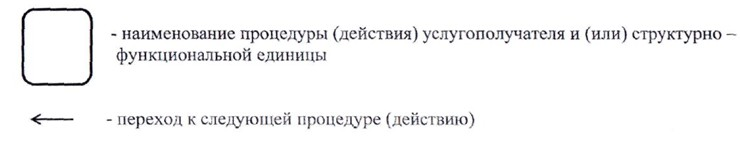 - наименование процедуры (действия) услугополучателя и (или) структурно –
функциональной единицы
- переход к следующей процедуре (действию)